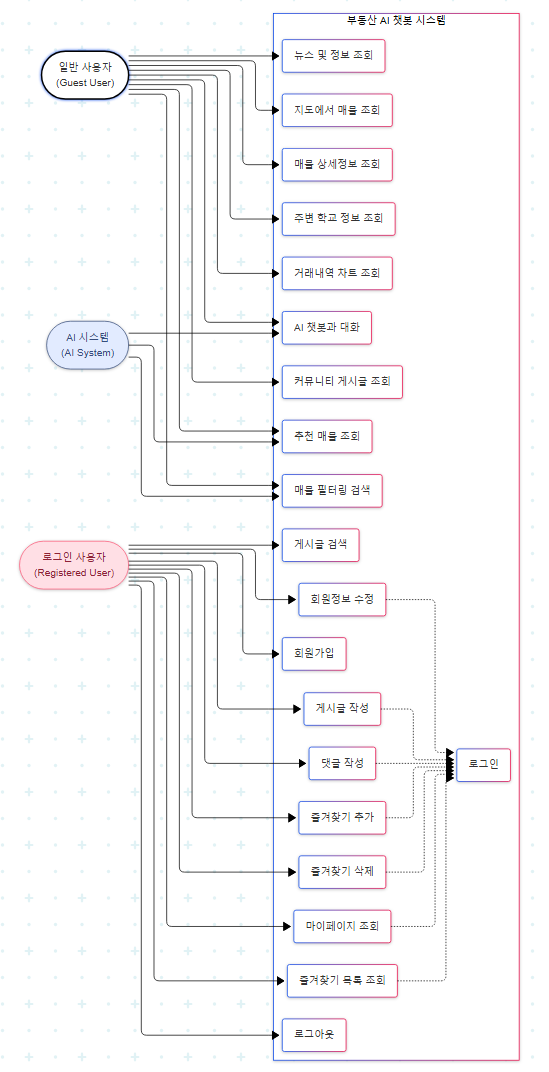 부동산 AI 챗봇 시스템
일반 사용자
(Guest User)
뉴스 및 정보 조회
지도에서 매물 조회
매물 상세정보 조회
주변 학교 정보 조회
거래내역 차트 조회
AI 시스템
(AI System)
AI 챗봇과 대화
커뮤니티 게시글 조회
추천 매물 조회
매물 필터링 검색
로그인 사용자
(Registered User)
게시글 검색
회원정보 수정
회원가입
게시글 작성
댓글 작성
로그인
즐겨찾기 추가
즐겨찾기 삭제
마이페이지 조회
즐겨찾기 목록 조회
로그아웃